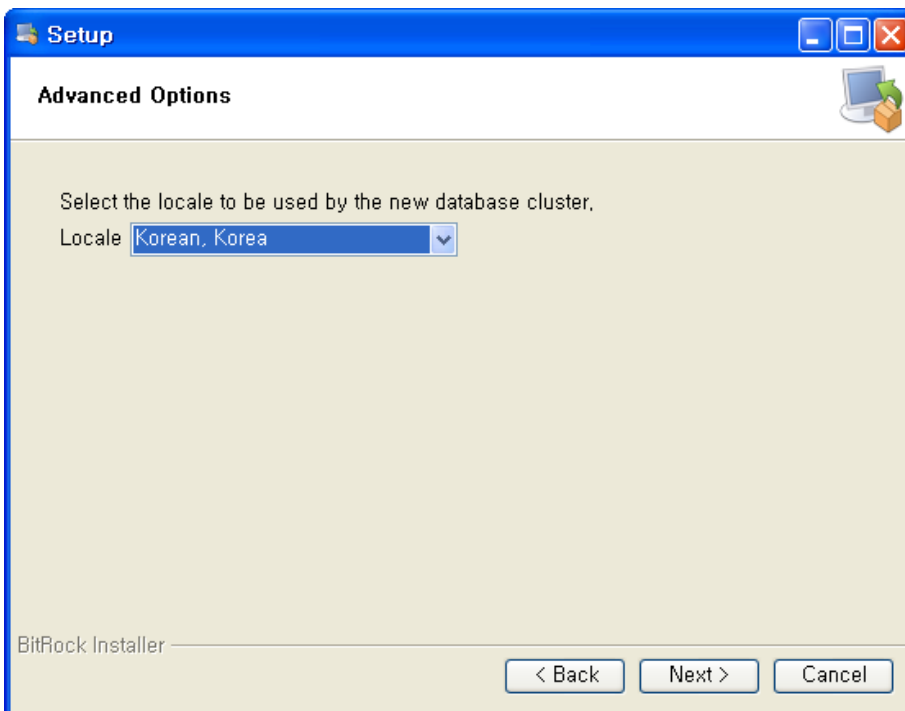 Setup
Advanced Options
Select the locale to be used by the new database cluster,
Locale Korean, Korea
BitRock Installer
< Back Next > Cancel